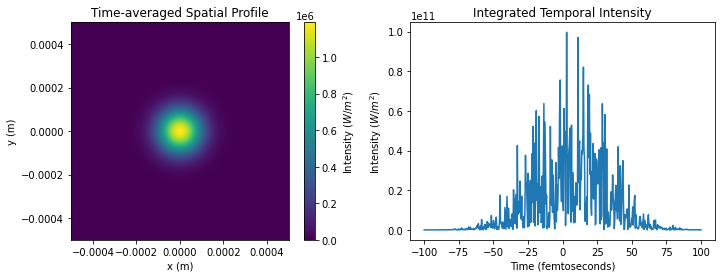 Time-averaged Spatial Profile
1e6
0.0004
0.0002
0.0000
−0.0002
−0.0004
y (m)
−0.0004 −0.0002 0.0000 0.0002 0.0004
x (m)
1.0
0.8
0.6
0.4
0.2
0.0
Intensity (W/m²)
Integrated Temporal Intensity
1e11
1.0
0.8
0.6
0.4
0.2
0.0
Intensity (W/m²)
−100 −75 −50 −25 0 25 50 75 100
Time (femtoseconds)